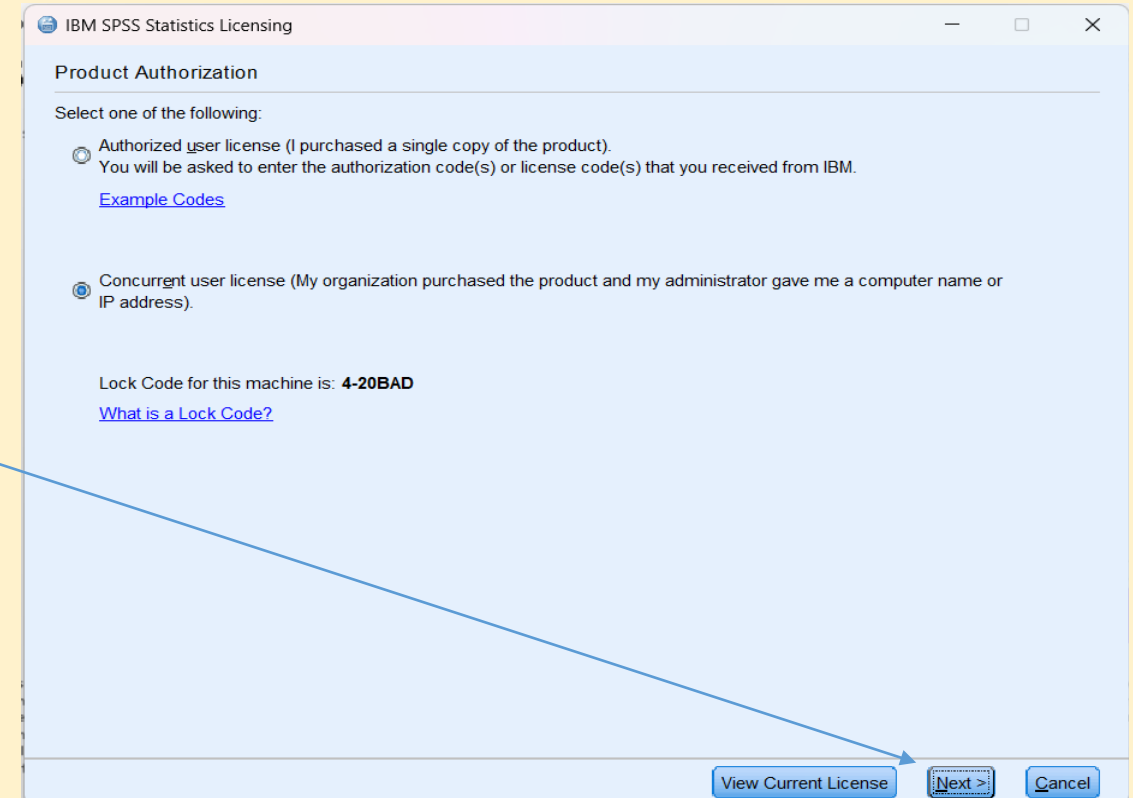 IBM SPSS Statistics Licensing
Product Authorization
Select one of the following:
Authorized user license (I purchased a single copy of the product).
You will be asked to enter the authorization code(s) or license code(s) that you received from IBM.
Example Codes
Concurrent user license (My organization purchased the product and my administrator gave me a computer name or
IP address).
Lock Code for this machine is: 4-20BAD
What is a Lock Code?
View Current License Next > Cancel